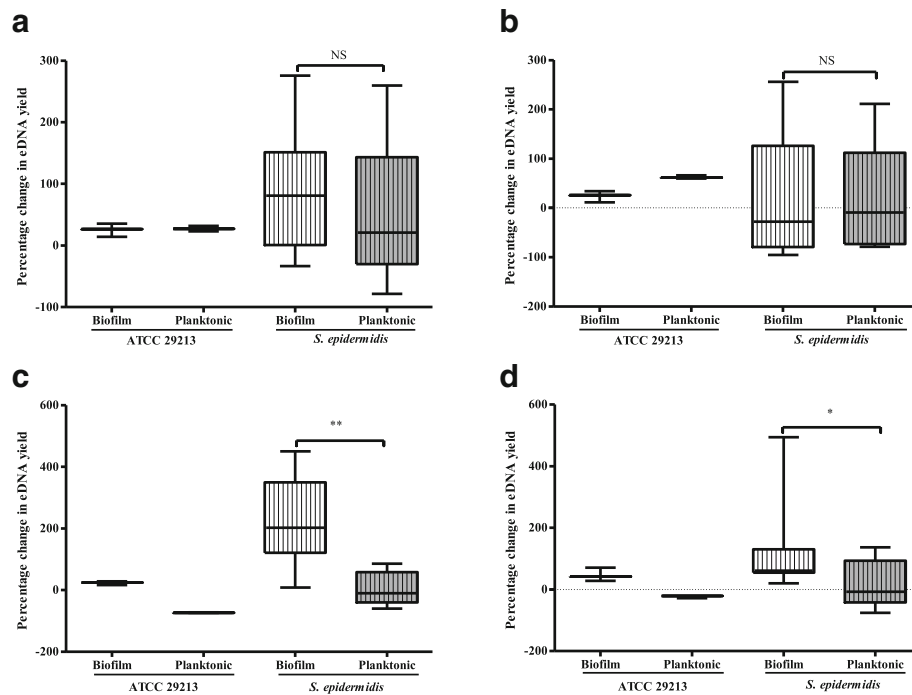 a
Percentage change in eDNA yield
300
200
100
0
-100
NS
Biofilm Planktonic Biofilm Planktonic
ATCC 29213 S. epidermidis
b
Percentage change in eDNA yield
300
200
100
0
-100
-200
NS
Biofilm Planktonic Biofilm Planktonic
ATCC 29213 S. epidermidis
c
Percentage change in eDNA yield
600
400
200
0
-200
**
Biofilm Planktonic Biofilm Planktonic
ATCC 29213 S. epidermidis
d
Percentage change in eDNA yield
600
400
200
0
-200
*
Biofilm Planktonic Biofilm Planktonic
ATCC 29213 S. epidermidis